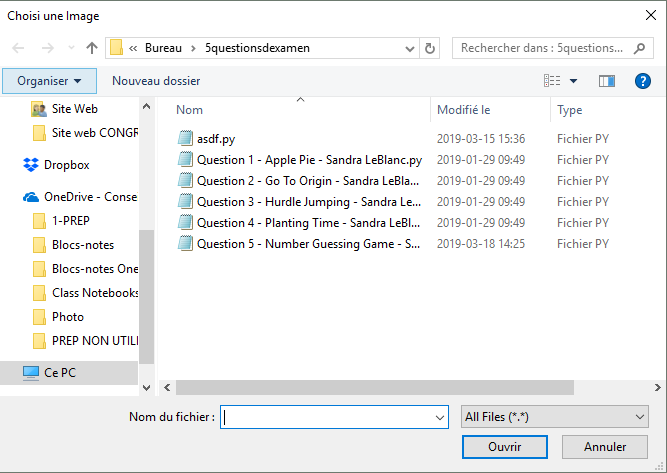 Choisi une Image
« Bureau › 5questionsdexamen
Rechercher dans : 5questions...
Organiser
Nouveau dossier
Site Web
Site web CONGR
Dropbox
OneDrive - Conse
1-PREP
Blocs-notes
Blocs-notes One
Class Notebooks
Photo
PREP NON UTILI
Ce PC
Nom Modifié le Type
asdf.py 2019-03-15 15:36 Fichier PY
Question 1 - Apple Pie - Sandra LeBlanc.py 2019-01-29 09:49 Fichier PY
Question 2 - Go To Origin - Sandra LeBla... 2019-01-29 09:49 Fichier PY
Question 3 - Hurdle Jumping - Sandra Le... 2019-01-29 09:49 Fichier PY
Question 4 - Planting Time - Sandra LeBl... 2019-01-29 09:49 Fichier PY
Question 5 - Number Guessing Game - S... 2019-03-18 14:25 Fichier PY
Nom du fichier :
All Files (*.*)
Ouvrir
Annuler